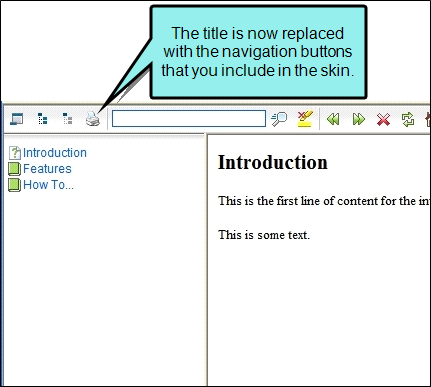 The title is now replaced
with the navigation buttons
that you include in the skin.
Introduction
Features
How To...
Introduction
This is the first line of content for the in
This is some text.